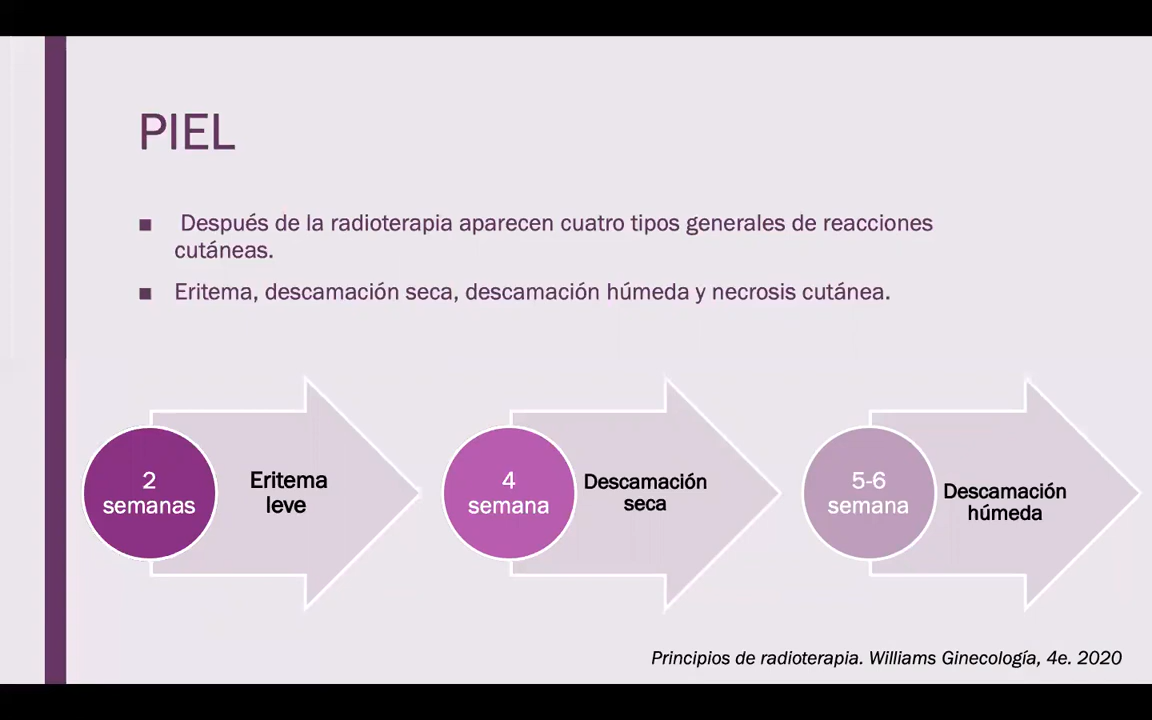 PIEL
■ Después de la radioterapia aparecen cuatro tipos generales de reacciones
cutáneas.
■ Eritema, descamación seca, descamación húmeda y necrosis cutánea.
2
semanas
Eritema
leve
4
semana
Descamación
seca
5-6
semana
Descamación
húmeda
Principios de radioterapia. Williams Ginecología, 4e. 2020